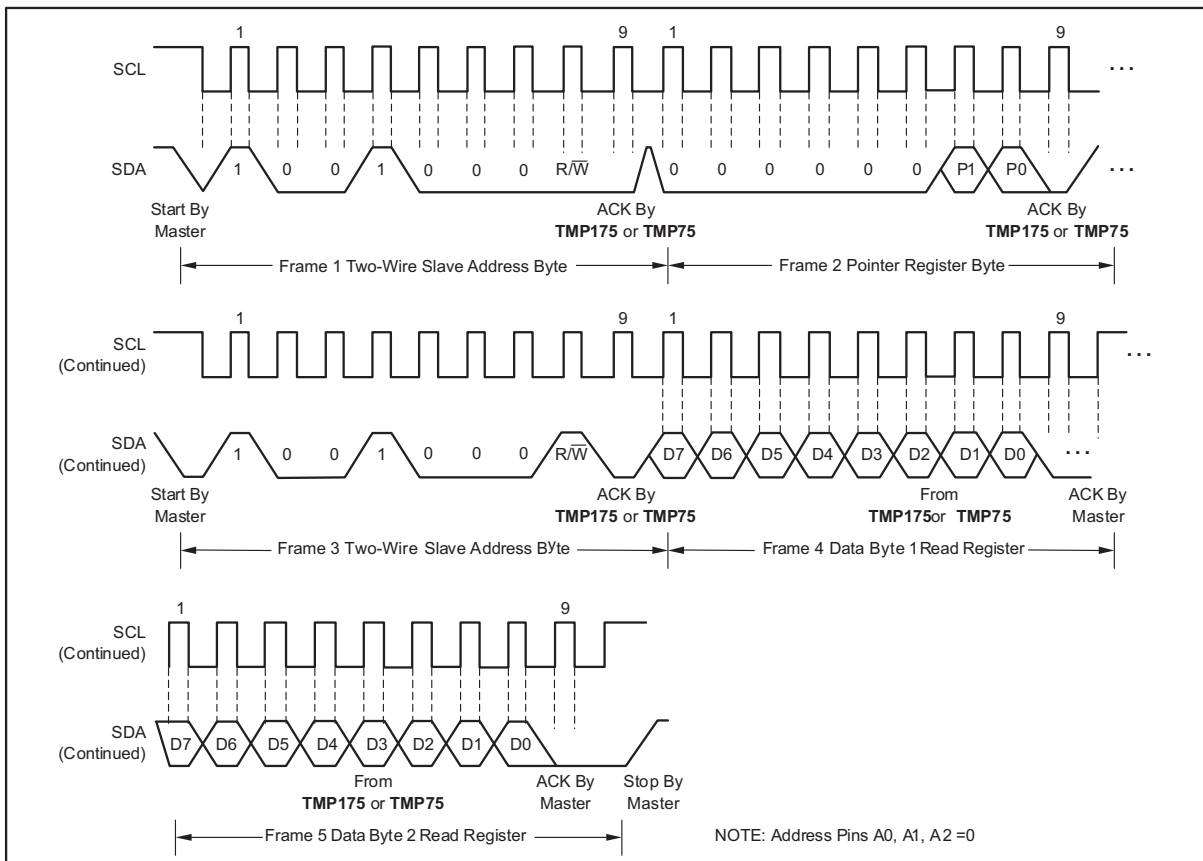 1 9 1 9
SCL ...
SDA 1 0 0 1 0 0 0 R/W̅ 0 0 0 0 0 0 P1 P0 ...
Start By Master
ACK By TMP175 or TMP75
ACK By TMP175 or TMP75
Frame 1 Two-Wire Slave Address Byte
Frame 2 Pointer Register Byte
1 9 1 9
SCL (Continued) ...
SDA (Continued) 1 0 0 1 0 0 0 R/W̅ D7 D6 D5 D4 D3 D2 D1 D0 ...
Start By Master
ACK By TMP175 or TMP75
From TMP175or TMP75
ACK By Master
Frame 3 Two-Wire Slave Address Byte
Frame 4 Data Byte 1 Read Register
1 9
SCL (Continued)
SDA (Continued) D7 D6 D5 D4 D3 D2 D1 D0
From TMP175 or TMP75
ACK By Master
Stop By Master
Frame 5 Data Byte 2 Read Register
NOTE: Address Pins A0, A1, A2 =0